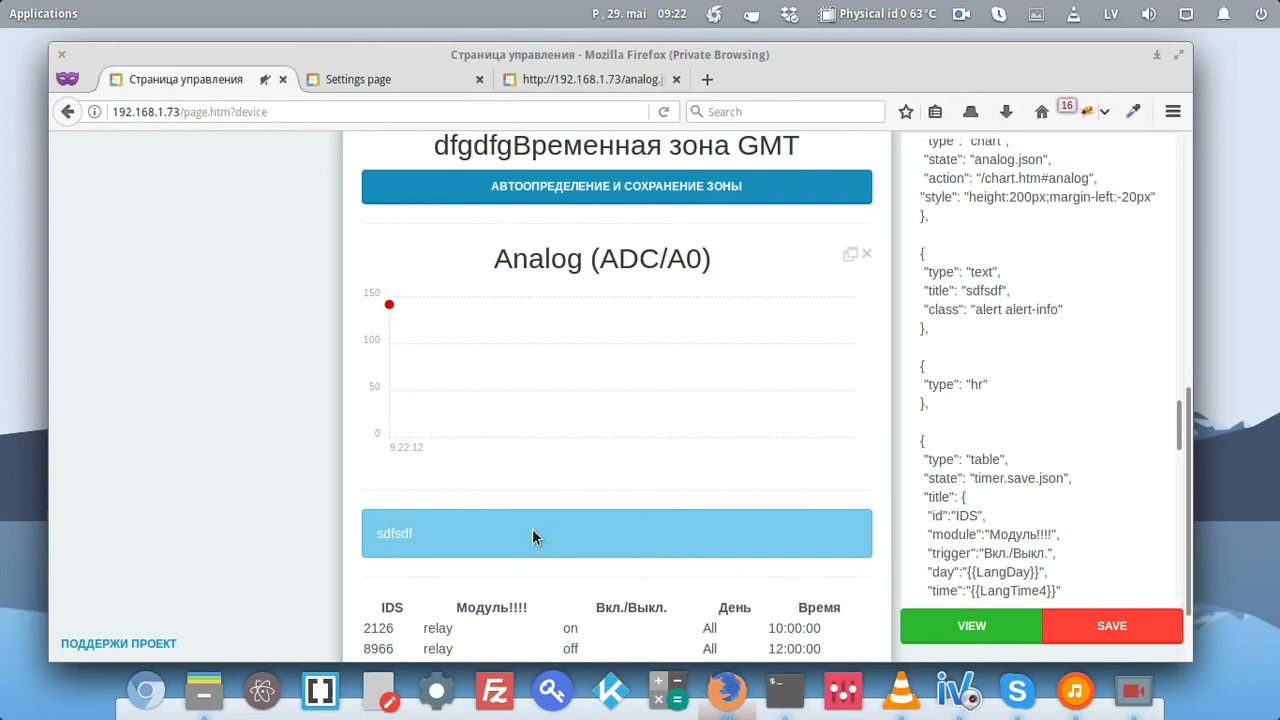 Applications
P , 29. mai 09:22
Physical id 0 63°C
LV
Страница управления - Mozilla Firefox (Private Browsing)
Страница управления
Settings page
http://192.168.1.73/analog.j
192.168.1.73/page.htm?device
Search
16
dfgdfgВременная зона GMT
АВТООПРЕДЕЛЕНИЕ И СОХРАНЕНИЕ ЗОНЫ
Analog (ADC/A0)
150
100
50
0
9:22:12
sdfsdf
IDS Модуль!!!! Вкл./Выкл. День Время
2126 relay on All 10:00:00
8966 relay off All 12:00:00
ПОДДЕРЖИ ПРОЕКТ
"type": "chart",
"state": "analog.json",
"action": "/chart.htm#analog",
"style": "height:200px;margin-left:-20px"
},
{
"type": "text",
"title": "sdfsdf",
"class": "alert alert-info"
},
{
"type": "hr"
},
{
"type": "table",
"state": "timer.save.json",
"title": {
"id":"IDS",
"module":"Модуль!!!!",
"trigger":"Вкл./Выкл.",
"day":"{{LangDay}}",
"time":"{{LangTime4}}"
VIEW
SAVE